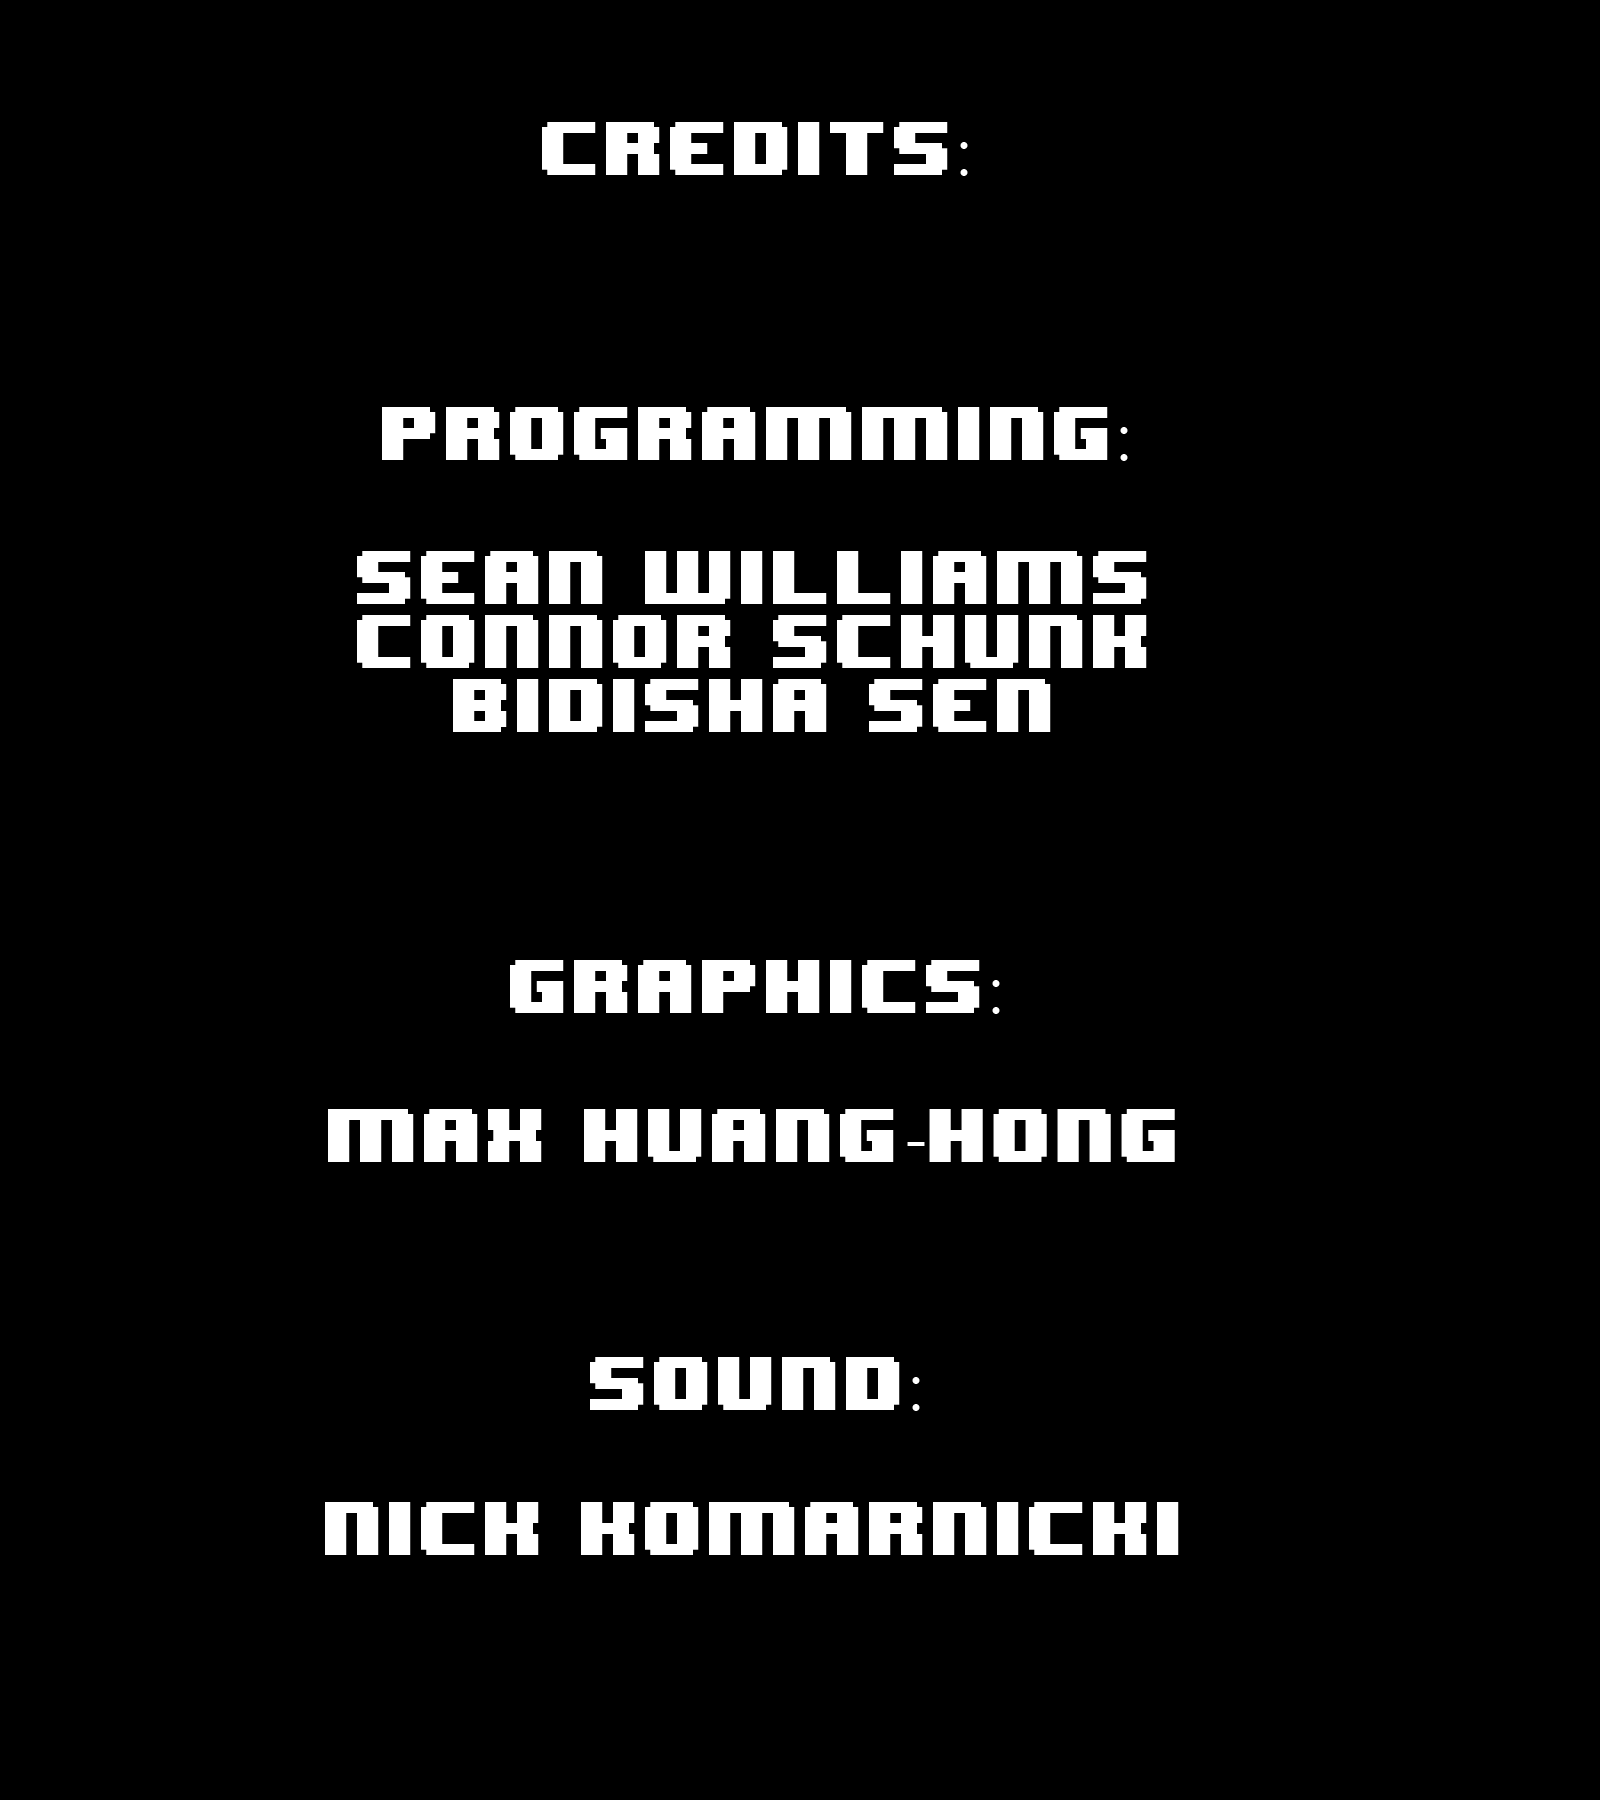 CREDITS:
PROGRAMMING:
SEAN WILLIAMS
CONNOR SCHUNK
BIDISHA SEN
GRAPHICS:
MAX HUANG-HONG
SOUND:
NICK KOMARNICKI